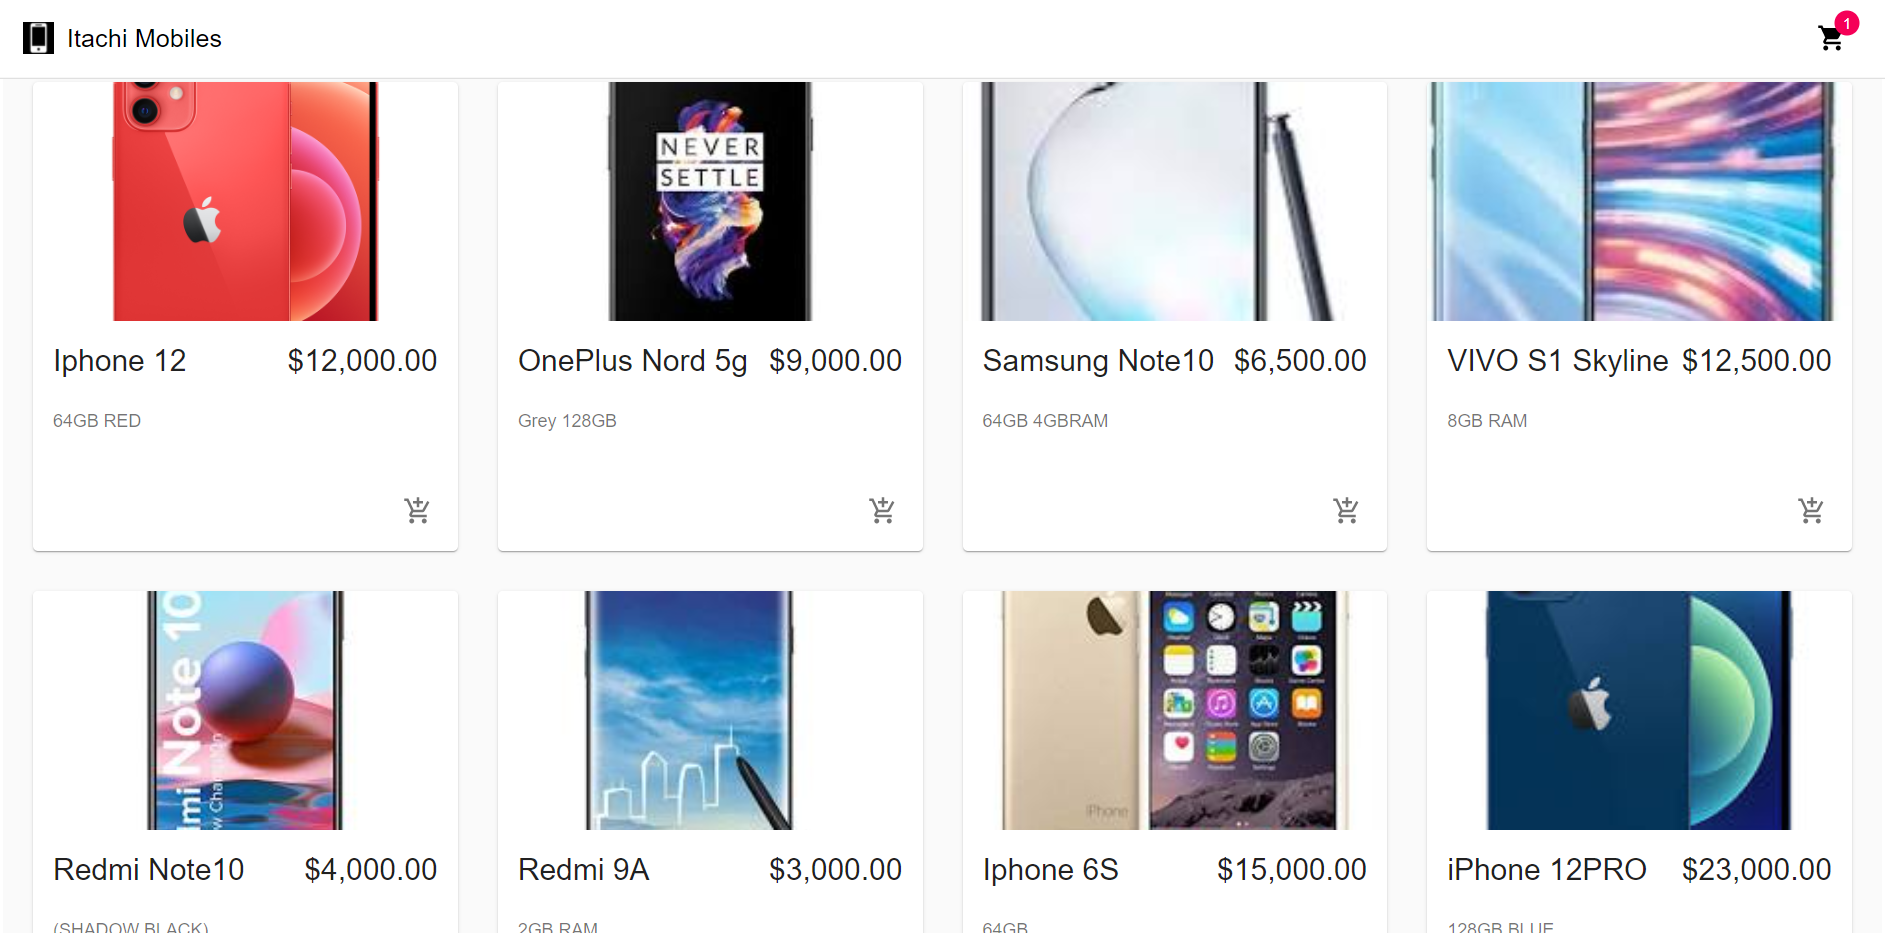 Itachi Mobiles
1
NEVER
SETTLE
Iphone 12
$12,000.00
OnePlus Nord 5g
$9,000.00
Samsung Note10
$6,500.00
VIVO S1 Skyline
$12,500.00
64GB RED
Grey 128GB
64GB 4GBRAM
8GB RAM
mi Note 10
iPhone
Redmi Note10
$4,000.00
Redmi 9A
$3,000.00
Iphone 6S
$15,000.00
iPhone 12PRO
$23,000.00
(SHADOW BLACK)
2GB RAM
64GB
128GB BLUE